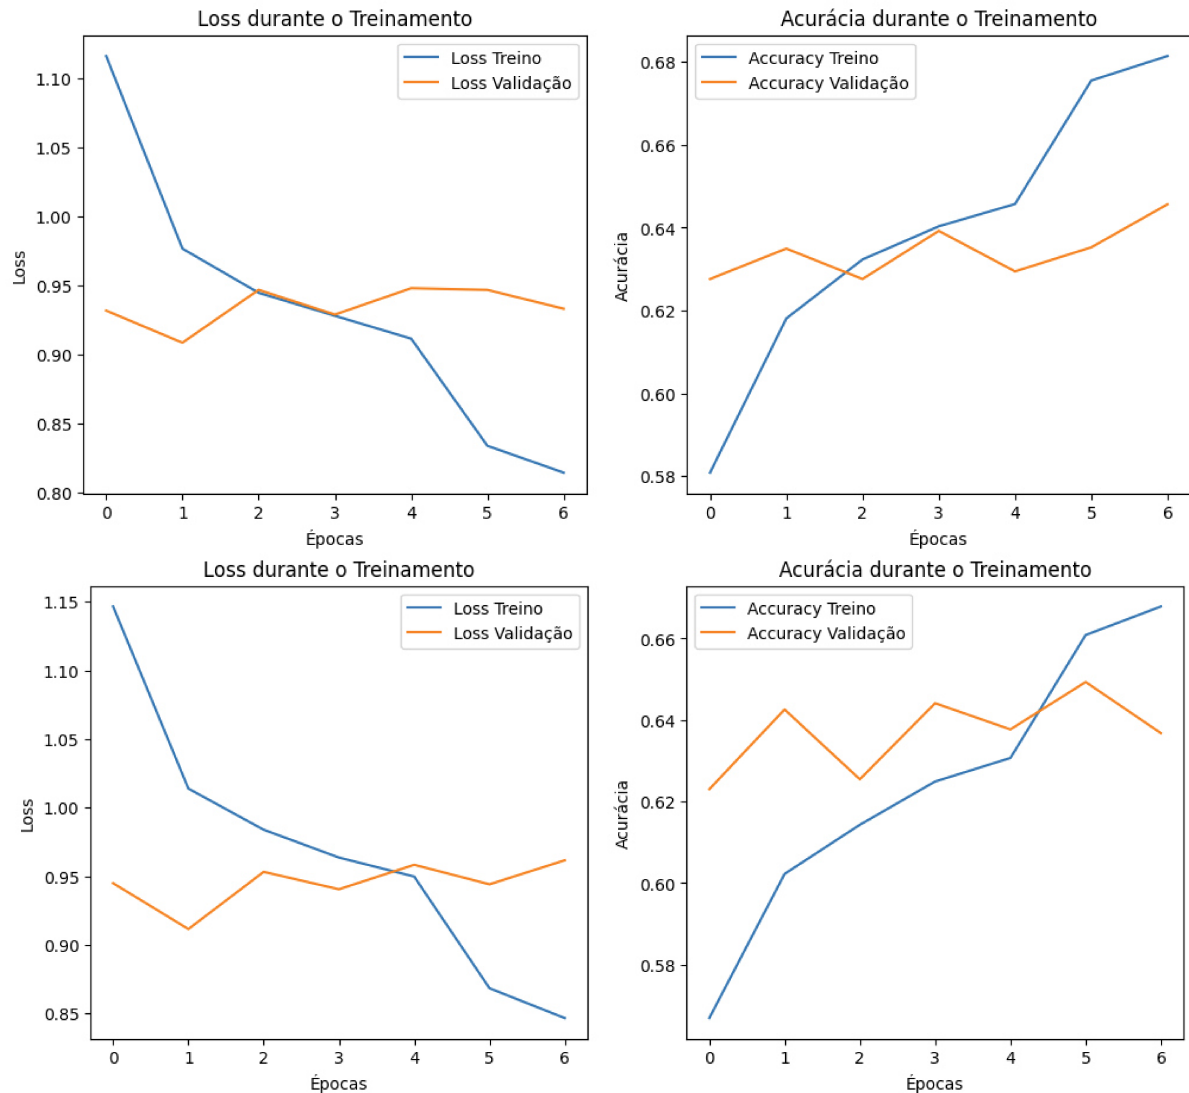 Loss durante o Treinamento
Loss Treino
Loss Validação
1.10
1.05
1.00
0.95
0.90
0.85
0.80
Loss
0 1 2 3 4 5 6
Épocas
Acurácia durante o Treinamento
Accuracy Treino
Accuracy Validação
0.68
0.66
0.64
0.62
0.60
0.58
Acurácia
0 1 2 3 4 5 6
Épocas
Loss durante o Treinamento
Loss Treino
Loss Validação
1.15
1.10
1.05
1.00
0.95
0.90
0.85
Loss
0 1 2 3 4 5 6
Épocas
Acurácia durante o Treinamento
Accuracy Treino
Accuracy Validação
0.66
0.64
0.62
0.60
0.58
Acurácia
0 1 2 3 4 5 6
Épocas